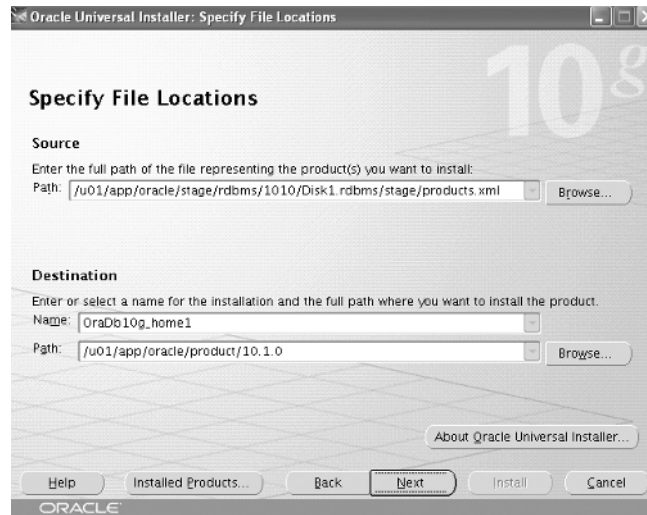 Oracle Universal Installer: Specify File Locations
10g
Specify File Locations
Source
Enter the full path of the file representing the product(s) you want to install:
Path: /u01/app/oracle/stage/rdbms/1010/Disk1.rdbms/stage/products.xml Browse...
Destination
Enter or select a name for the installation and the full path where you want to install the product.
Name: OraDb10g_home1
Path: /u01/app/oracle/product/10.1.0 Browse...
About Oracle Universal Installer...
Help Installed Products... Back Next Install Cancel
ORACLE